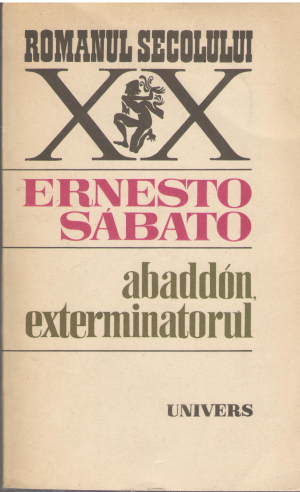 ROMANUL SECOLULUI
XX
ERNESTO
SÁBATO
abaddón,
exterminatorul
UNIVERS